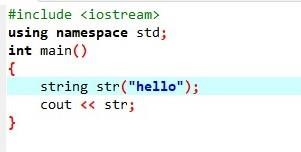 #include <iostream>
using namespace std;
int main()
{
    string str("hello");
    cout << str;
}